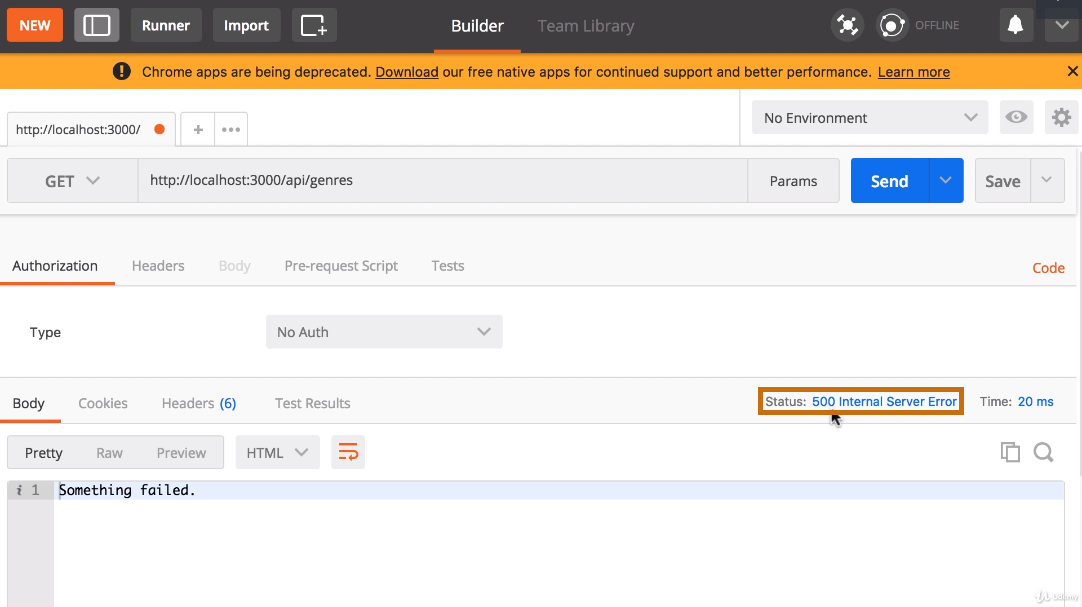 NEW Runner Import Builder Team Library OFFLINE
! Chrome apps are being deprecated. Download our free native apps for continued support and better performance. Learn more ×
http://localhost:3000/ + ••• No Environment
GET http://localhost:3000/api/genres Params Send Save
Authorization Headers Body Pre-request Script Tests Code
Type No Auth
Body Cookies Headers (6) Test Results Status: 500 Internal Server Error Time: 20 ms
Pretty Raw Preview HTML
i 1 Something failed.
Udemy